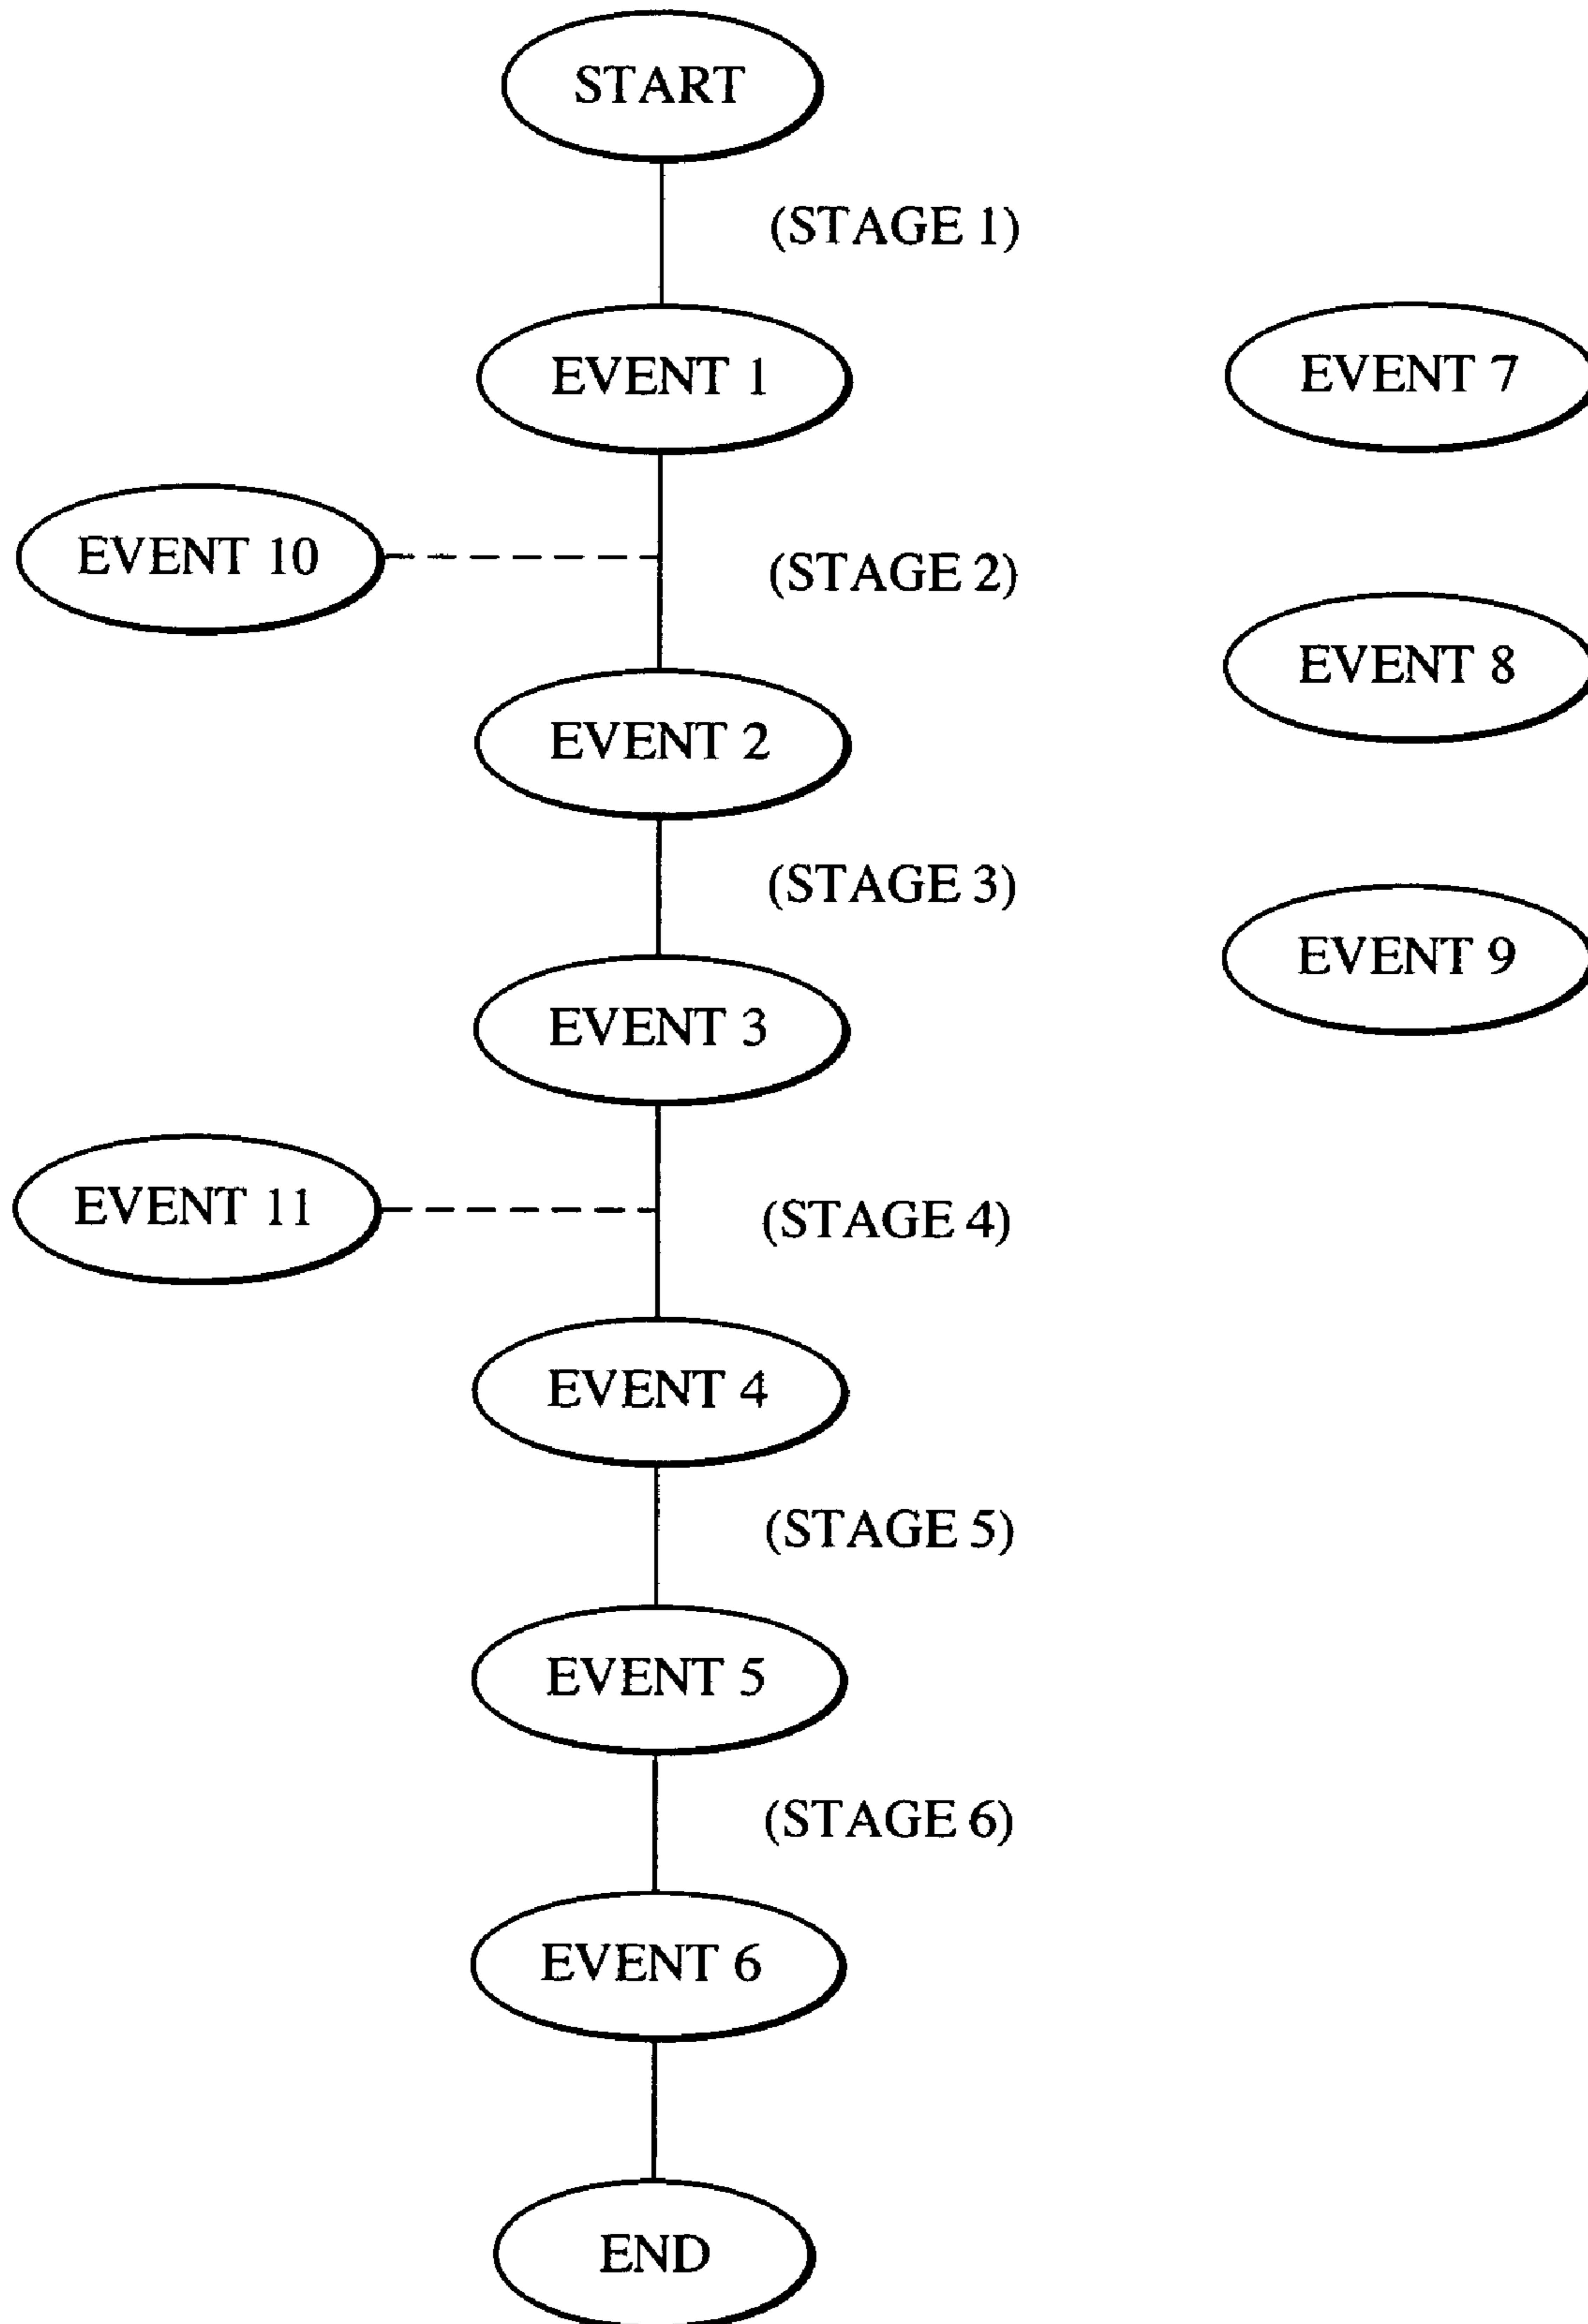 START
(STAGE 1)
EVENT 1
EVENT 7
EVENT 10
(STAGE 2)
EVENT 8
EVENT 2
(STAGE 3)
EVENT 9
EVENT 3
EVENT 11
(STAGE 4)
EVENT 4
(STAGE 5)
EVENT 5
(STAGE 6)
EVENT 6
END